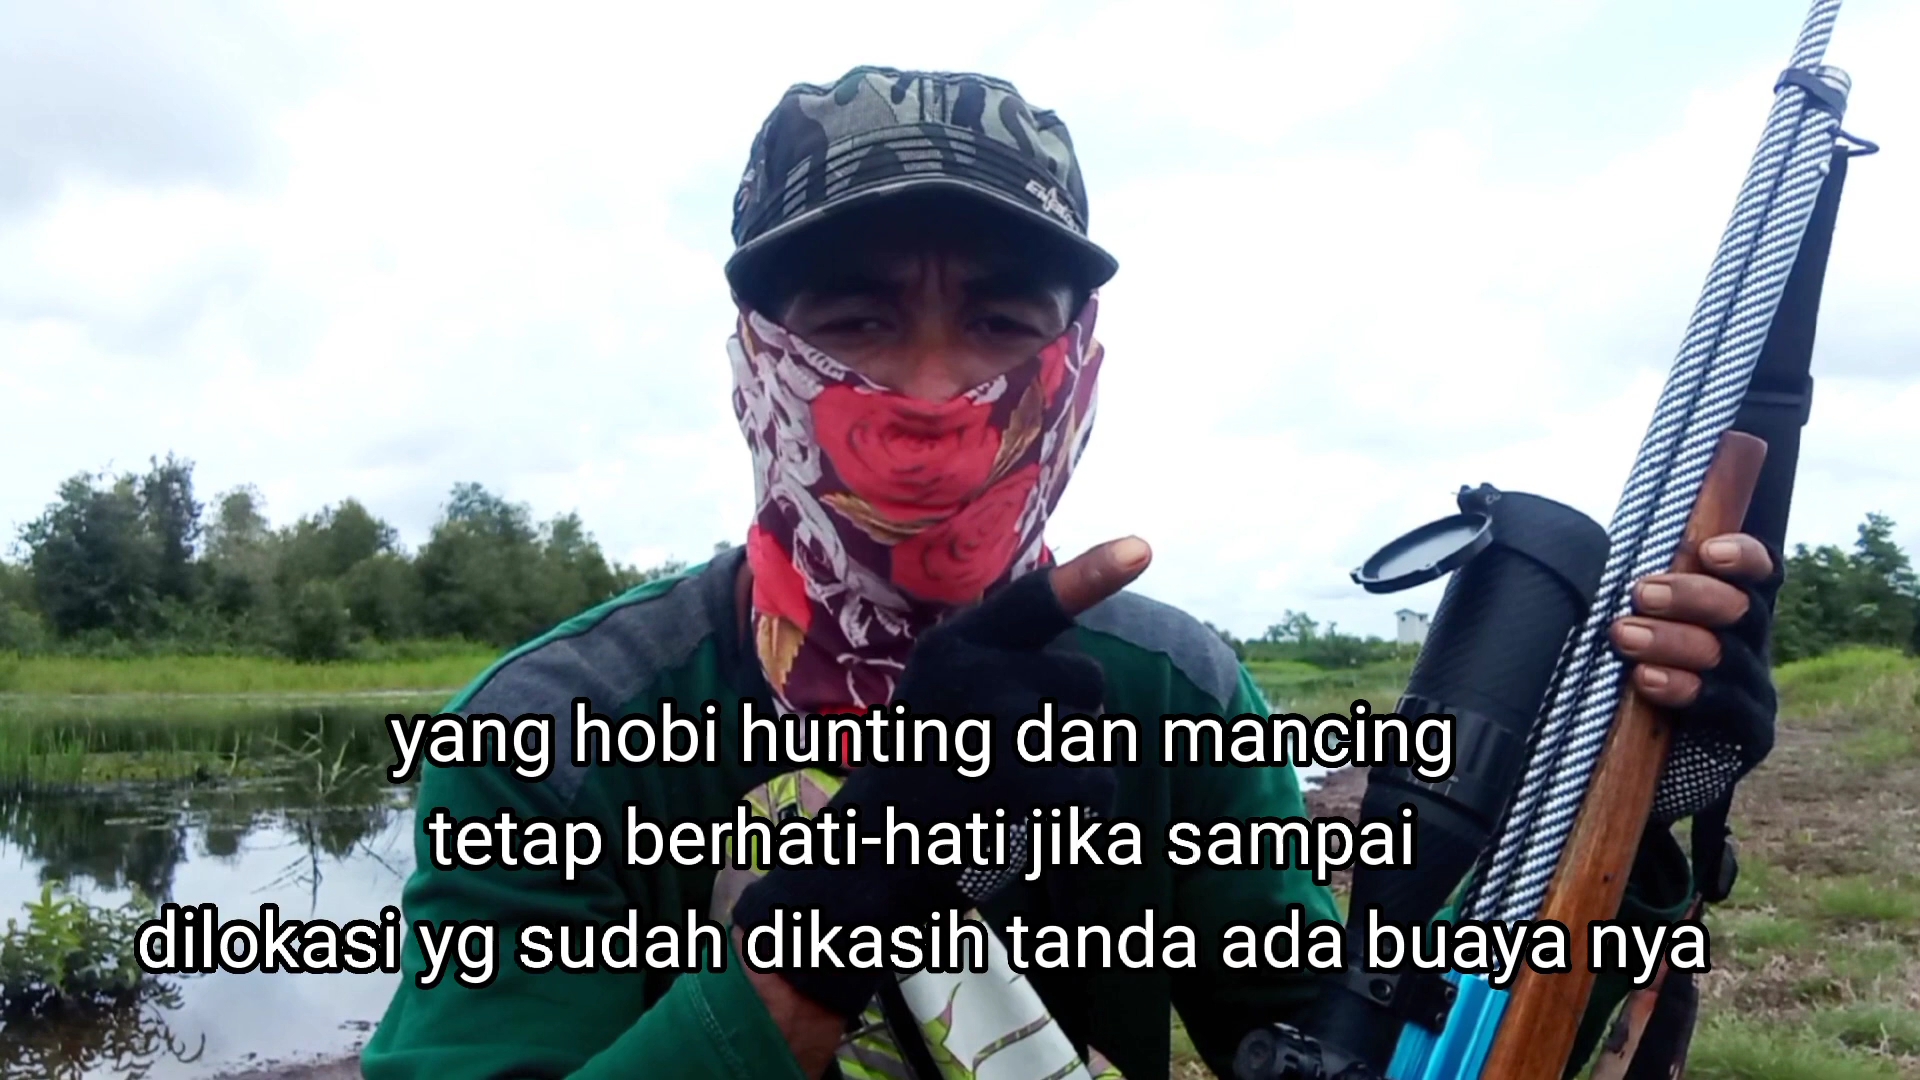 yang hobi hunting dan mancing
tetap berhati-hati jika sampai
dilokasi yg sudah dikasih tanda ada buaya nya